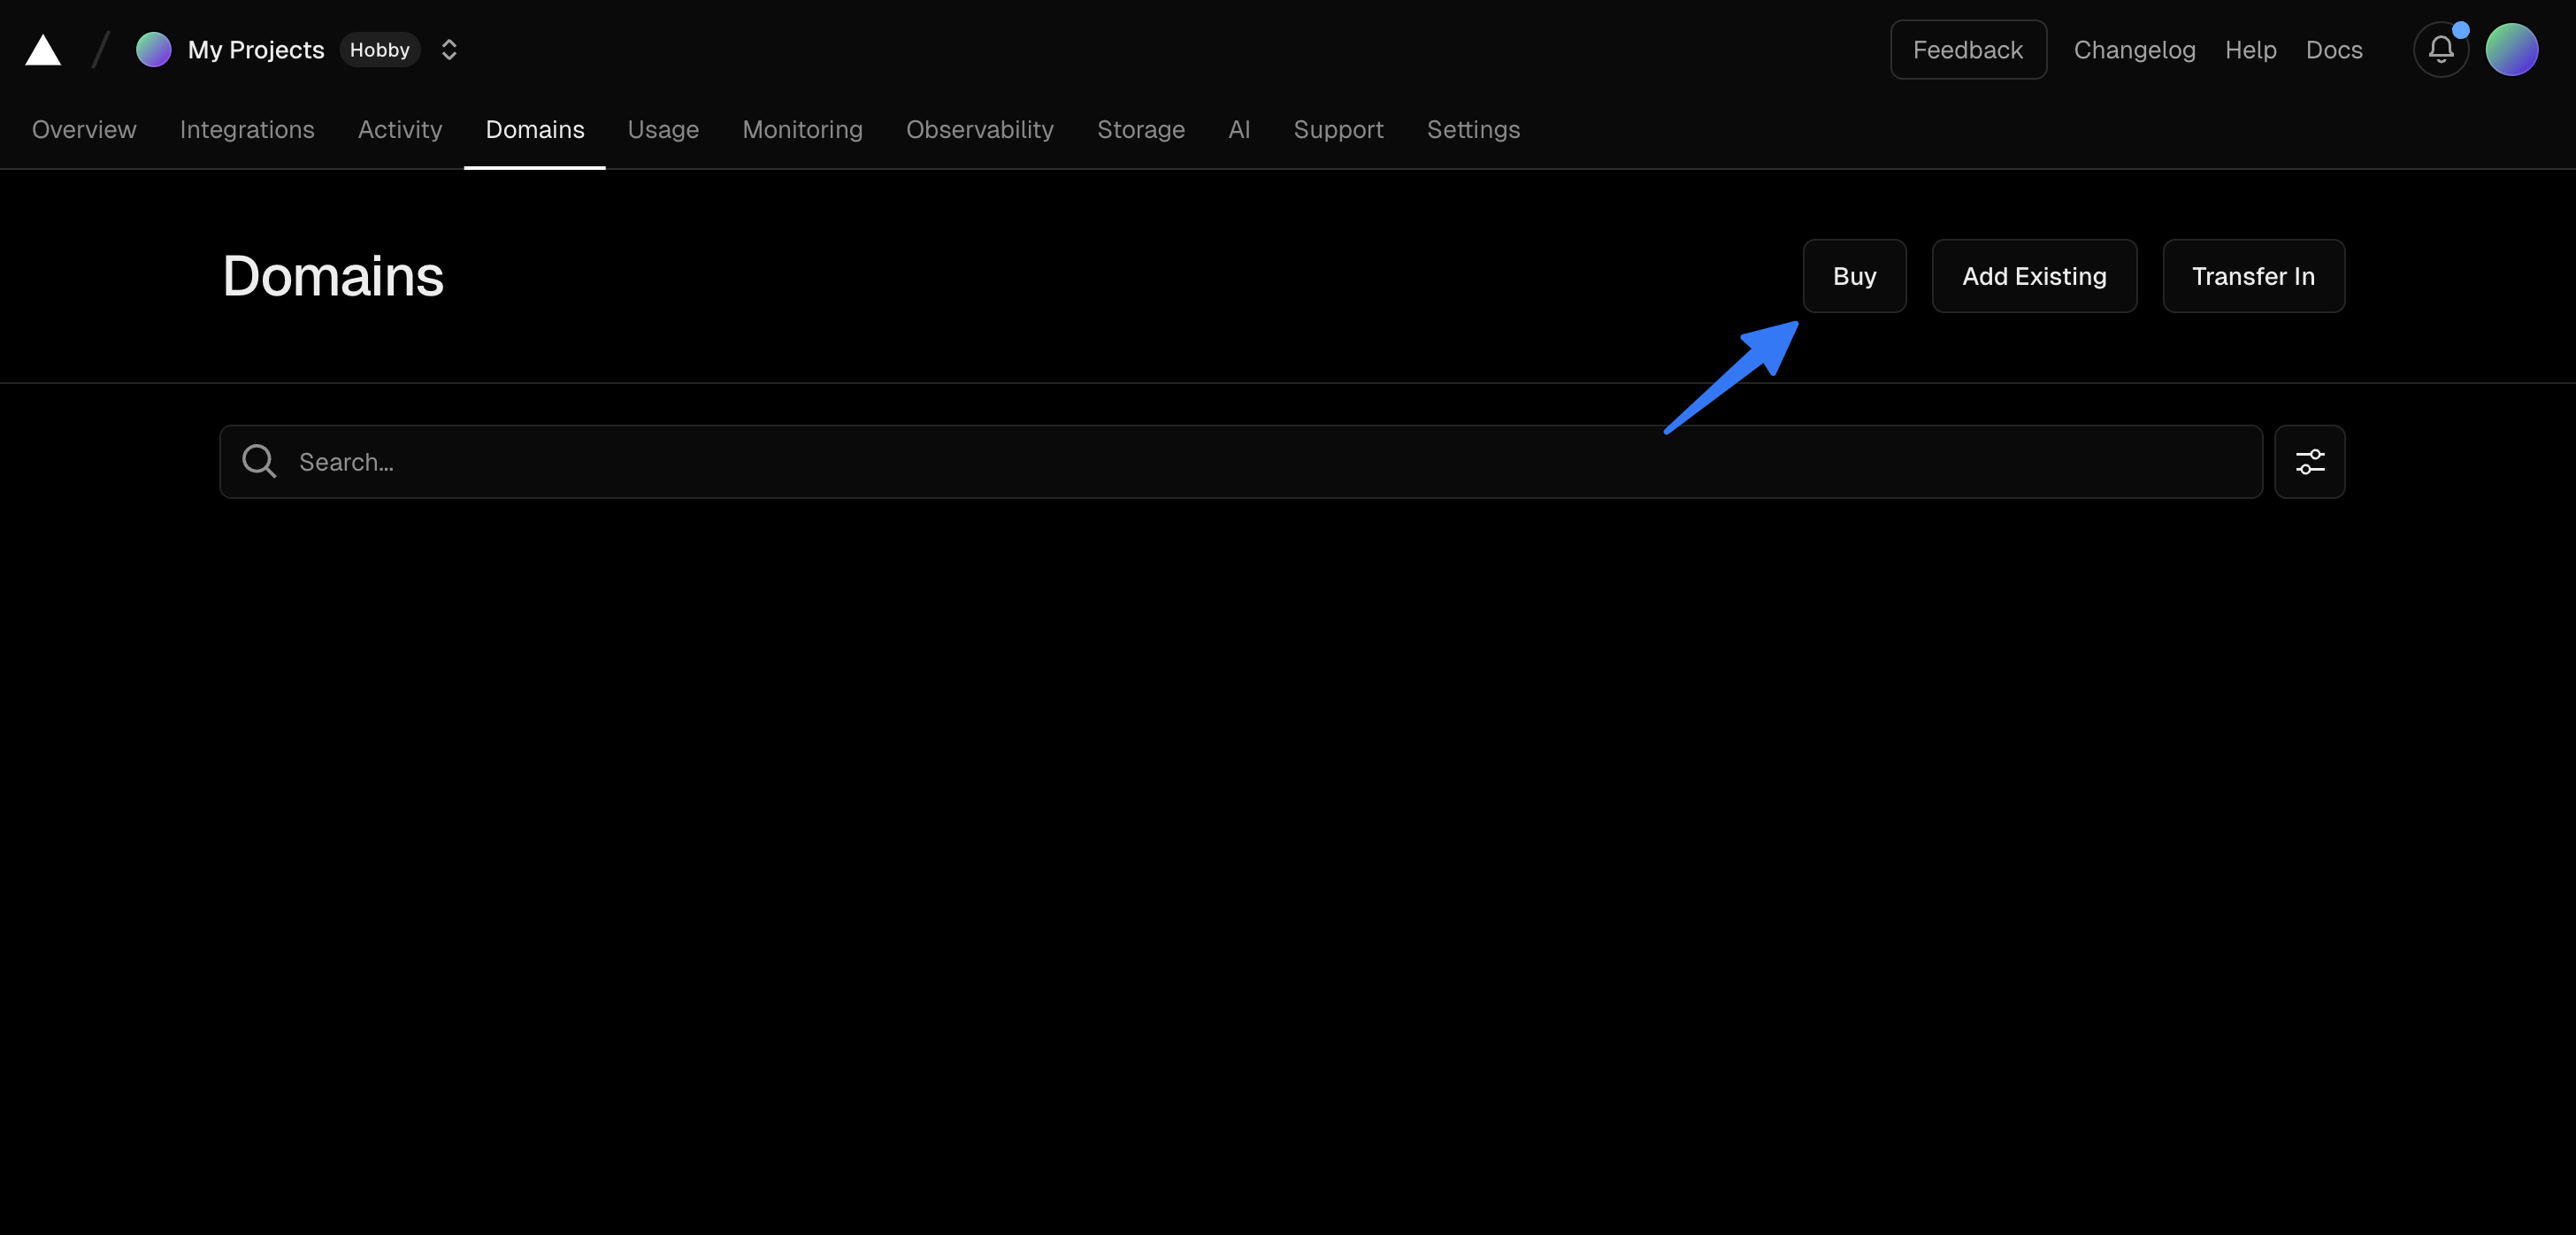 My Projects Hobby Feedback Changelog Help Docs
Overview Integrations Activity Domains Usage Monitoring Observability Storage AI Support Settings
Domains Buy Add Existing Transfer In
Search...